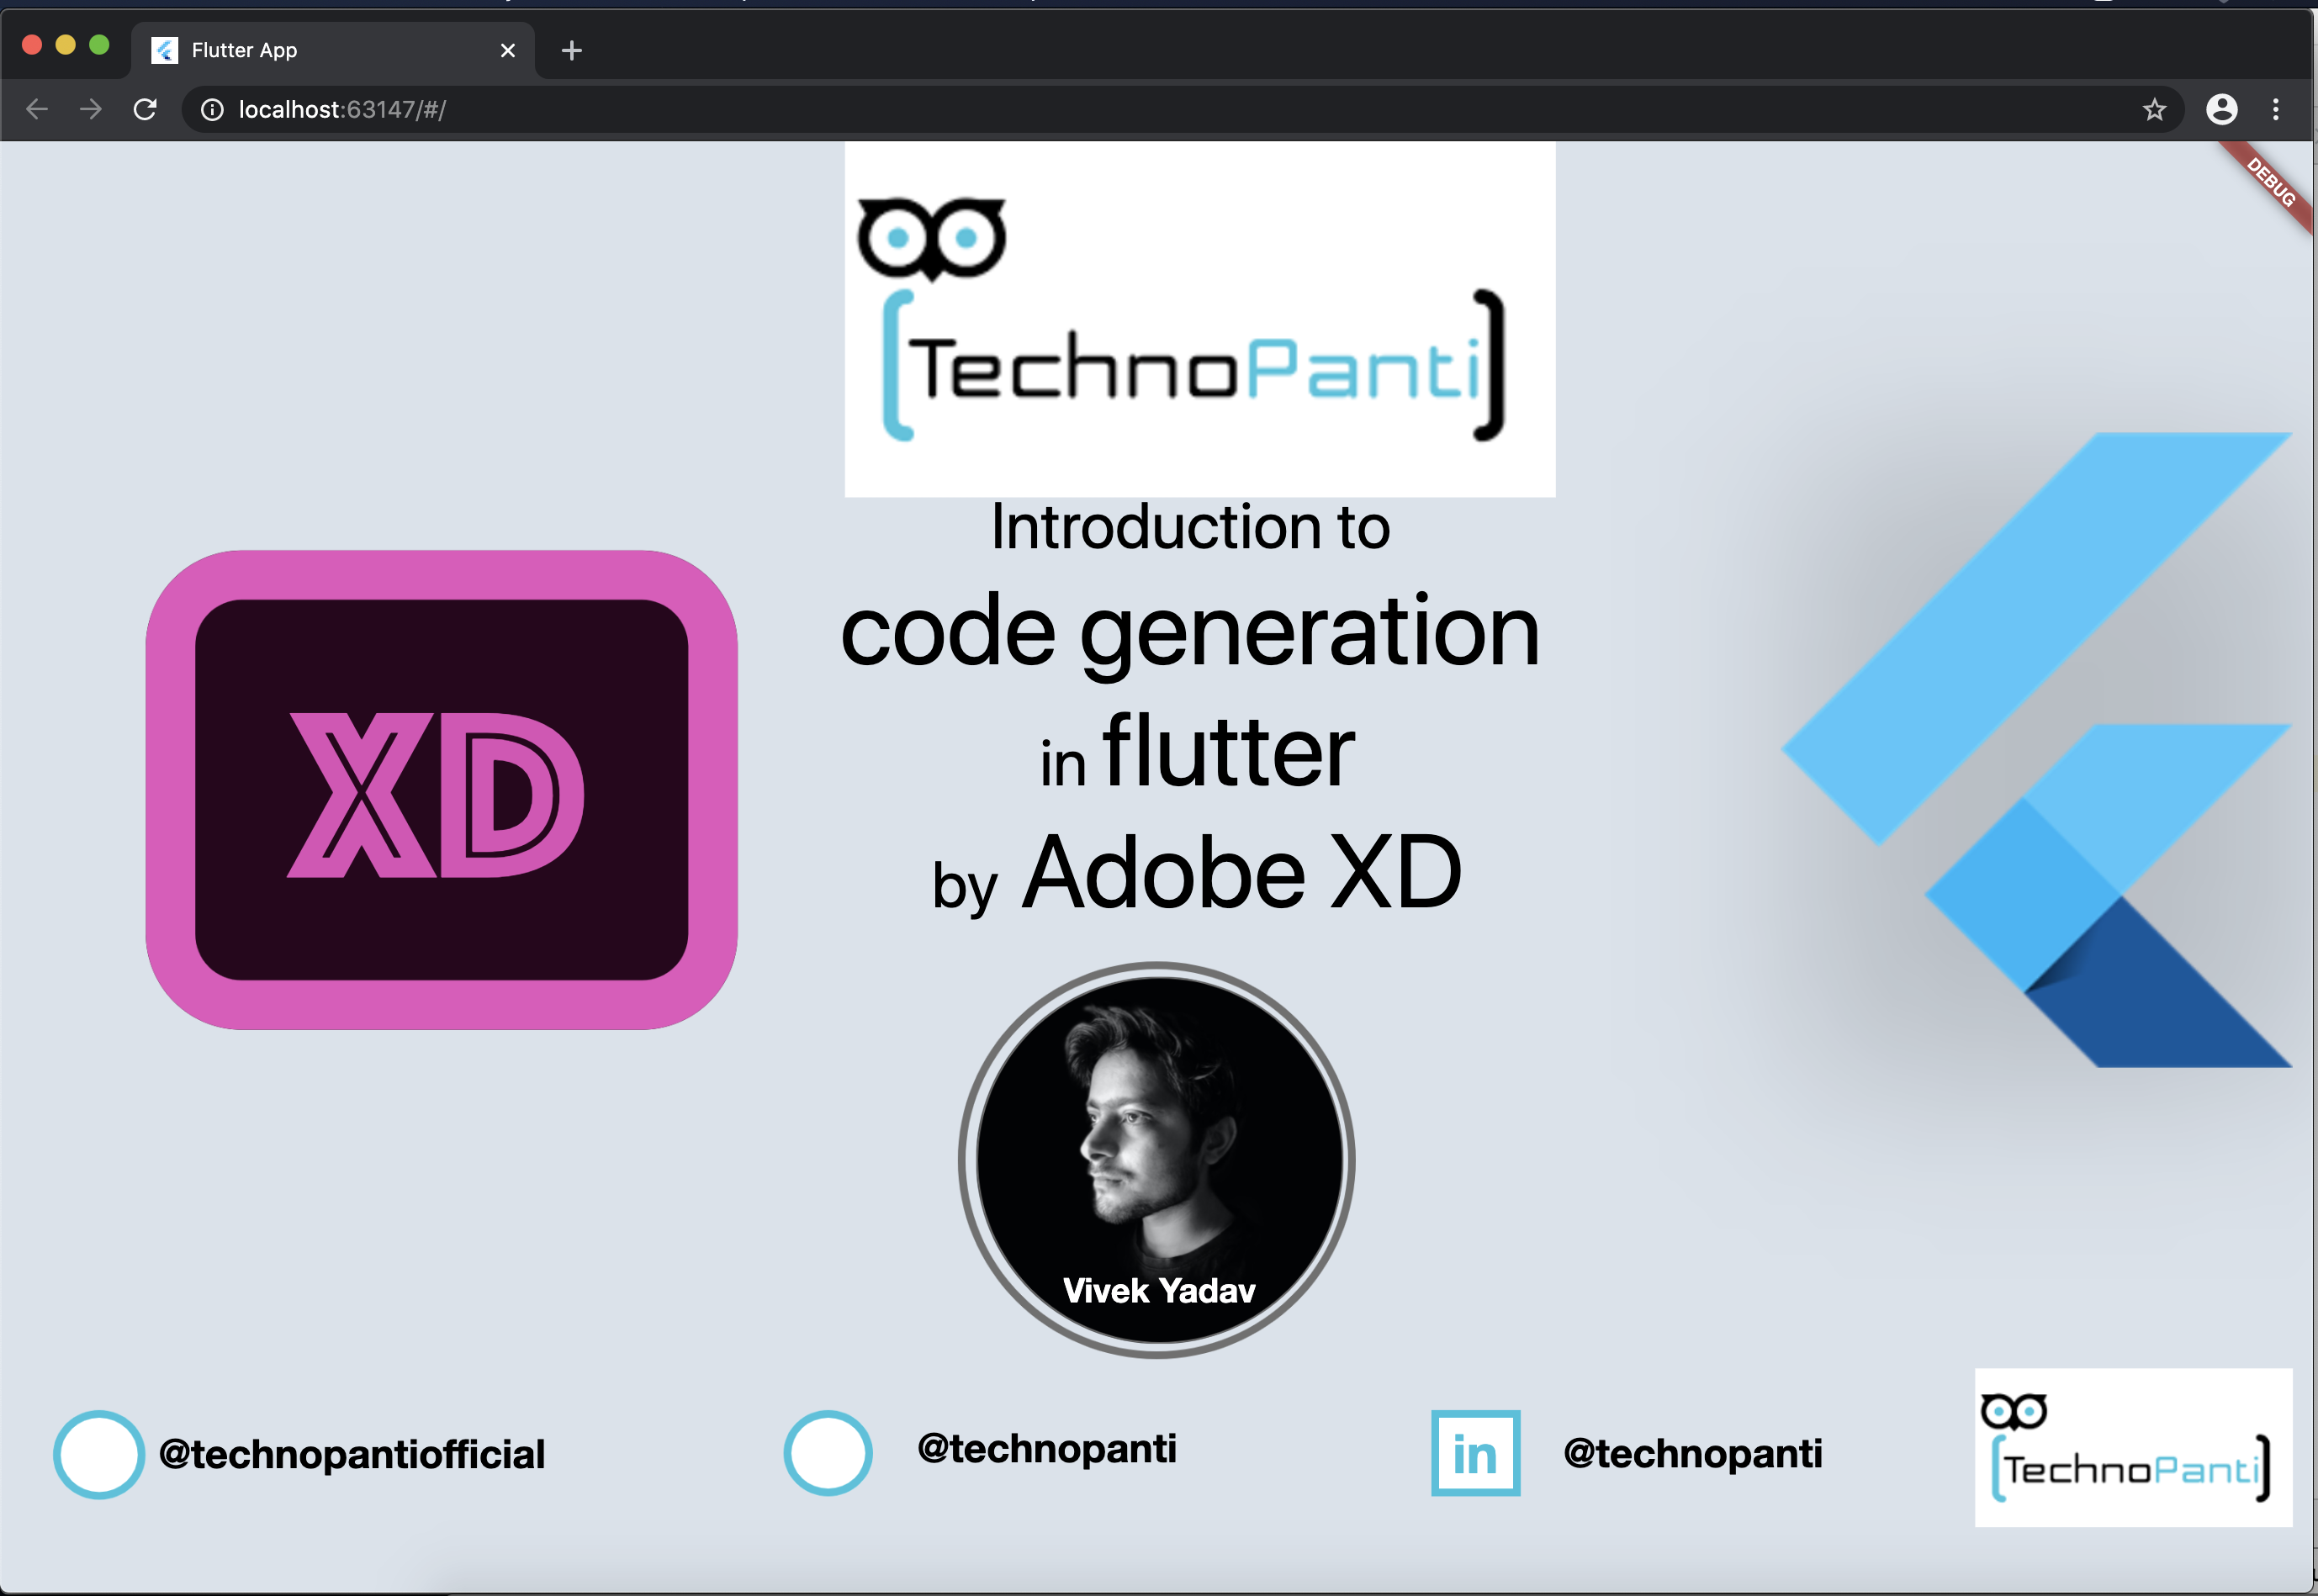 Flutter App
localhost:63147/#/
DEBUG
TechnoPanti
Introduction to
code generation
in flutter
by Adobe XD
XD
Vivek Yadav
@technopantiofficial
@technopanti
in
@technopanti
TechnoPanti